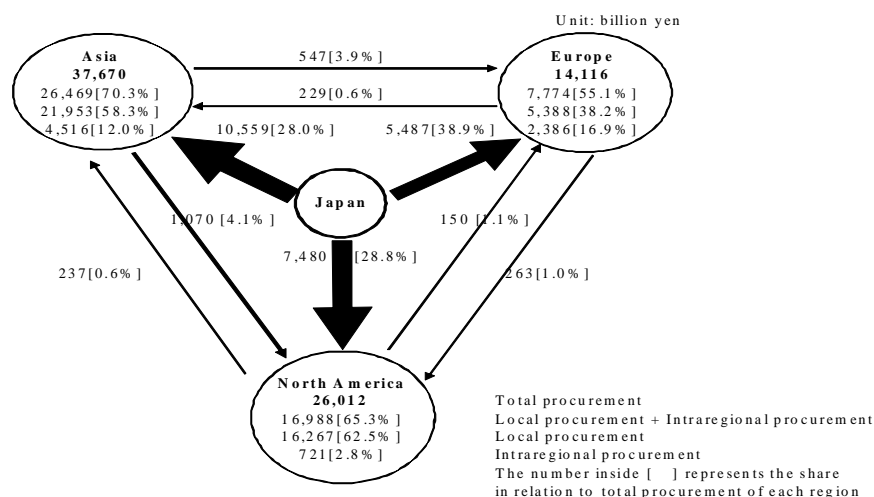 Unit: billion yen
Asia
37,670
26,469[70.3%]
21,953[58.3%]
4,516[12.0%]
547[3.9%]
229[0.6%]
Europe
14,116
7,774[55.1%]
5,388[38.2%]
2,386[16.9%]
10,559[28.0%]
5,487[38.9%]
Japan
1,070 [4.1%]
150 [1.1%]
7,480 [28.8%]
237[0.6%]
263[1.0%]
North America
26,012
16,988[65.3%]
16,267[62.5%]
721[2.8%]
Total procurement
Local procurement + Intraregional procurement
Local procurement
Intraregional procurement
The number inside [ ] represents the share
in relation to total procurement of each region